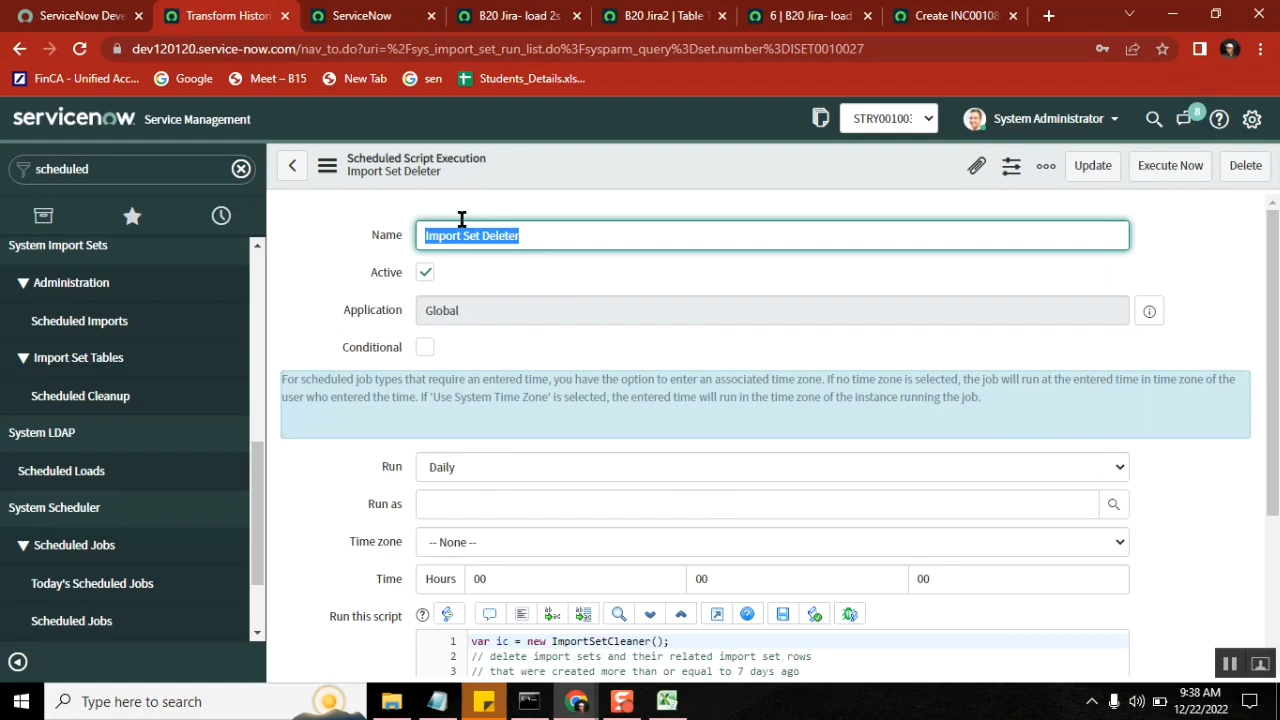 ServiceNow Deve
Transform Histori
ServiceNow
B20 Jira- load 2s
B20 Jira2 | Table T
6 | B20 Jira- load
Create INC00108
dev120120.service-now.com/nav_to.do?uri=%2Fsys_import_set_run_list.do%3Fsysparm_query%3Dset.number%3DISET0010027
FinCA - Unified Acc...
Google
Meet – B15
New Tab
sen
Students_Details.xls...
servicenow Service Management
STRY00100:
System Administrator
8
scheduled
Scheduled Script Execution
Import Set Deleter
Update
Execute Now
Delete
System Import Sets
Administration
Scheduled Imports
Import Set Tables
Scheduled Cleanup
System LDAP
Scheduled Loads
System Scheduler
Scheduled Jobs
Today's Scheduled Jobs
Scheduled Jobs
Name
Import Set Deleter
Active
Application
Global
Conditional
For scheduled job types that require an entered time, you have the option to enter an associated time zone. If no time zone is selected, the job will run at the entered time in time zone of the
user who entered the time. If 'Use System Time Zone' is selected, the entered time will run in the time zone of the instance running the job.
Run
Daily
Run as
Time zone
-- None --
Time
Hours
00
00
00
Run this script
1 var ic = new ImportSetCleaner();
2 // delete import sets and their related import set rows
3 // that were created more than or equal to 7 days ago
Type here to search
9:38 AM
12/22/2022